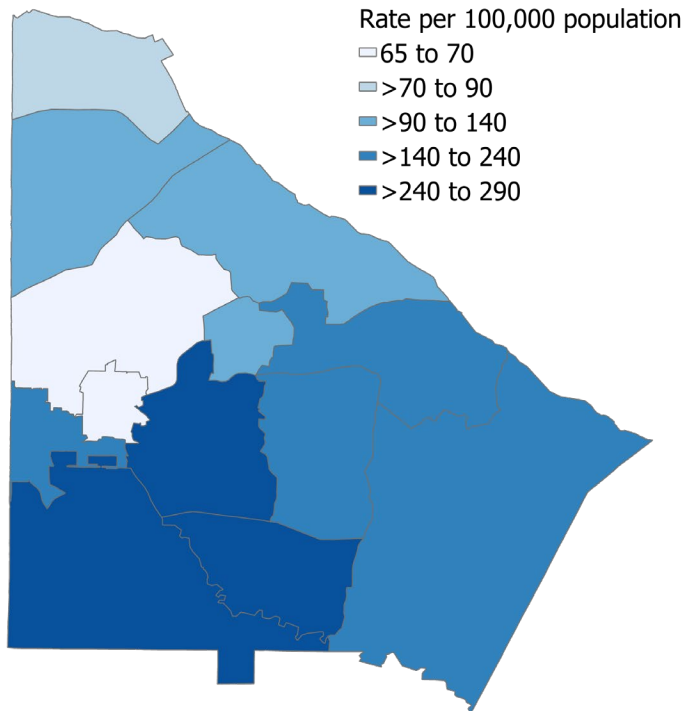 Rate per 100,000 population
65 to 70
>70 to 90
>90 to 140
>140 to 240
>240 to 290